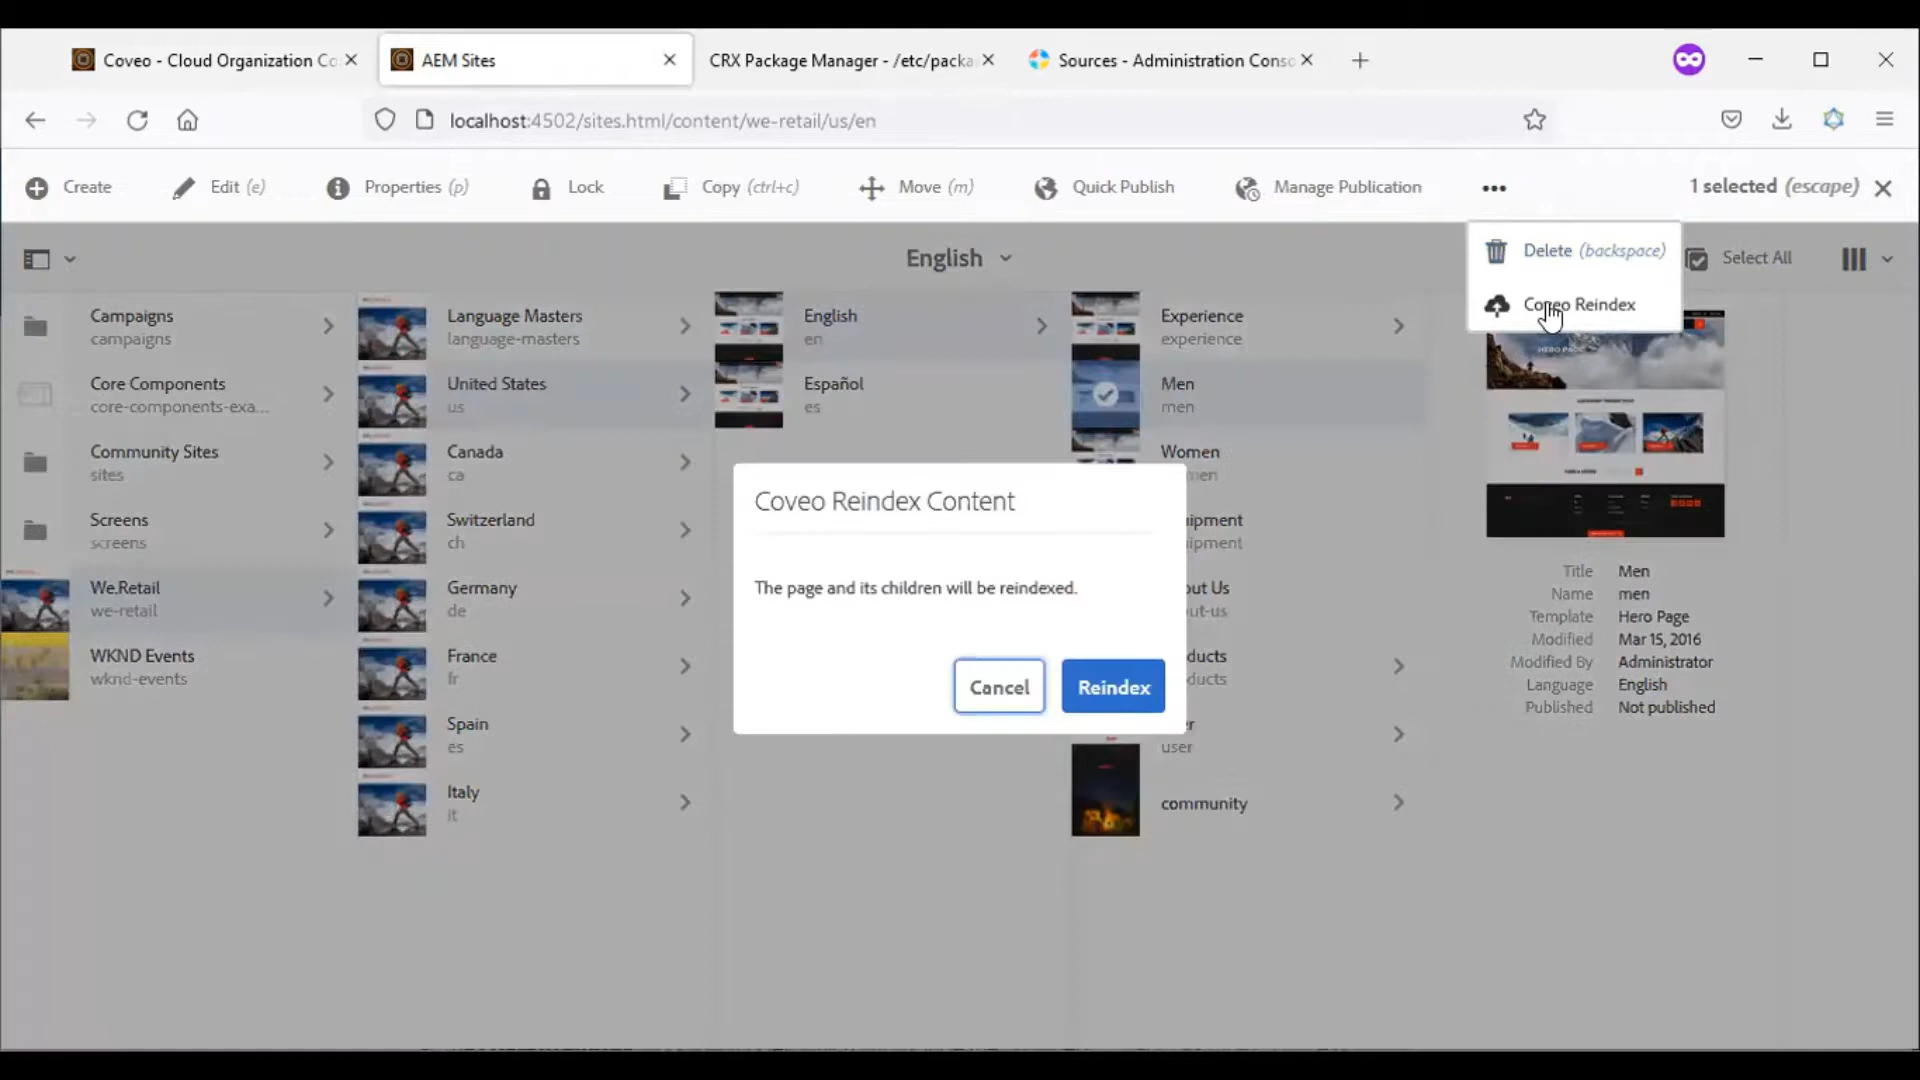 Coveo - Cloud Organization Co
AEM Sites
CRX Package Manager - /etc/packa
Sources - Administration Conso
localhost:4502/sites.html/content/we-retail/us/en
Create
Edit (e)
Properties (p)
Lock
Copy (ctrl+c)
Move (m)
Quick Publish
Manage Publication
1 selected (escape)
Delete (backspace)
Coveo Reindex
English
Select All
Campaigns
campaigns
Core Components
core-components-exa...
Community Sites
sites
Screens
screens
We.Retail
we-retail
WKND Events
wknd-events
Language Masters
language-masters
United States
us
Canada
ca
Switzerland
ch
Germany
de
France
fr
Spain
es
Italy
it
English
en
Español
es
Experience
experience
Men
men
Women
men
uipment
uipment
out Us
out-us
ducts
ducts
er
user
community
Coveo Reindex Content
The page and its children will be reindexed.
Cancel
Reindex
HERO PAGE
Title Men
Name men
Template Hero Page
Modified Mar 15, 2016
Modified By Administrator
Language English
Published Not published